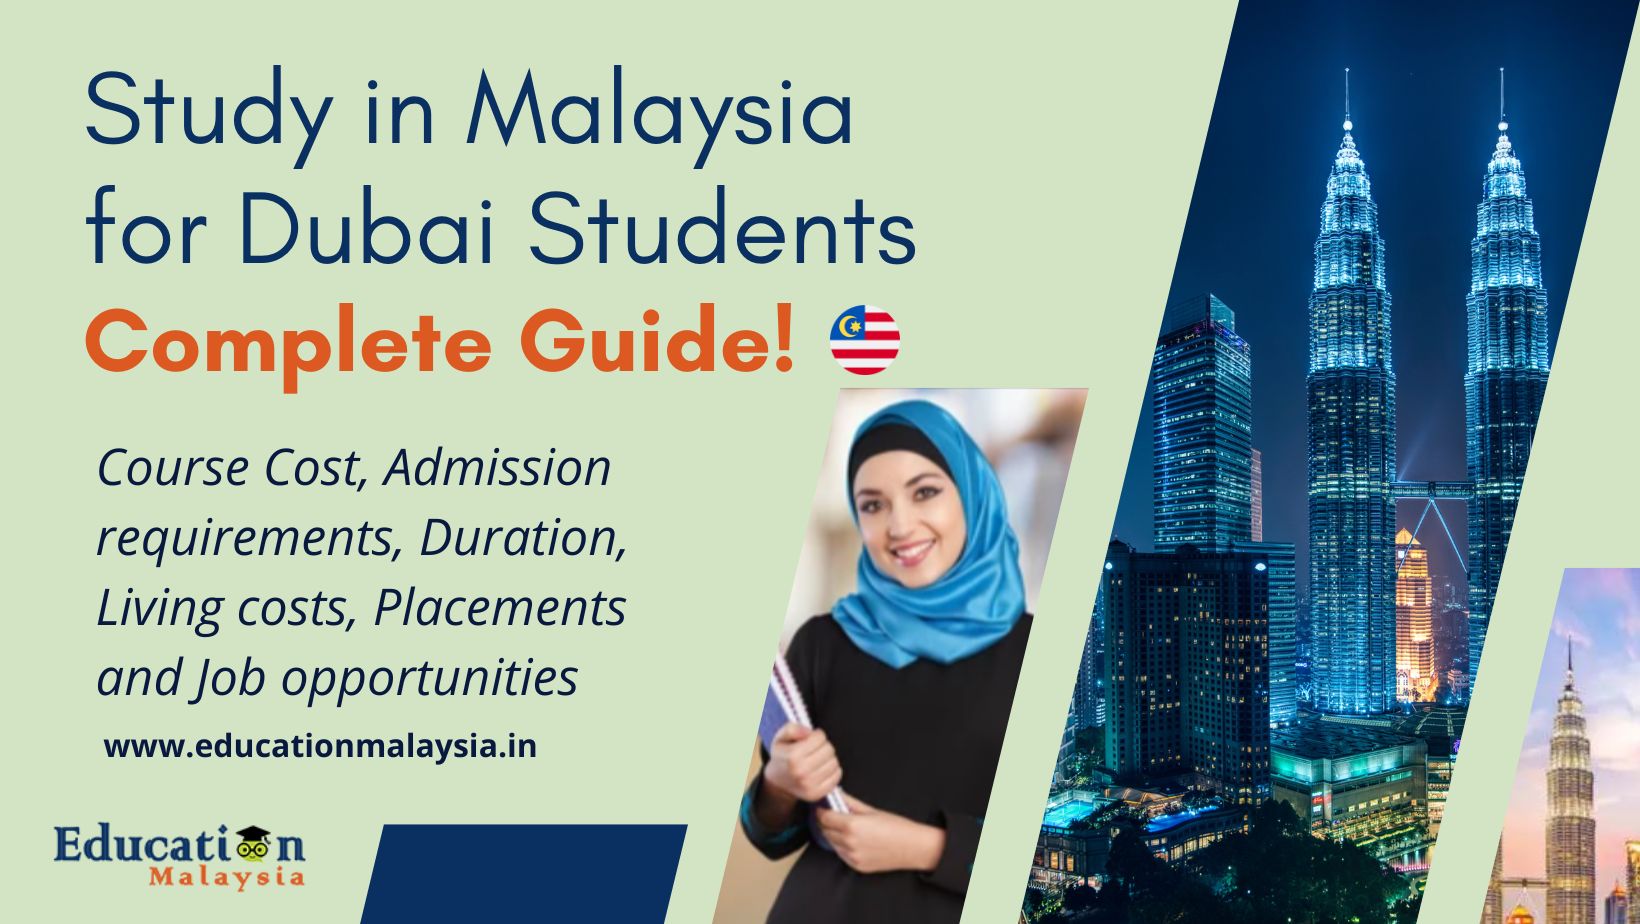 Study in Malaysia
for Dubai Students
Complete Guide!
Course Cost, Admission
requirements, Duration,
Living costs, Placements
and Job opportunities
www.educationmalaysia.in
Education
Malaysia